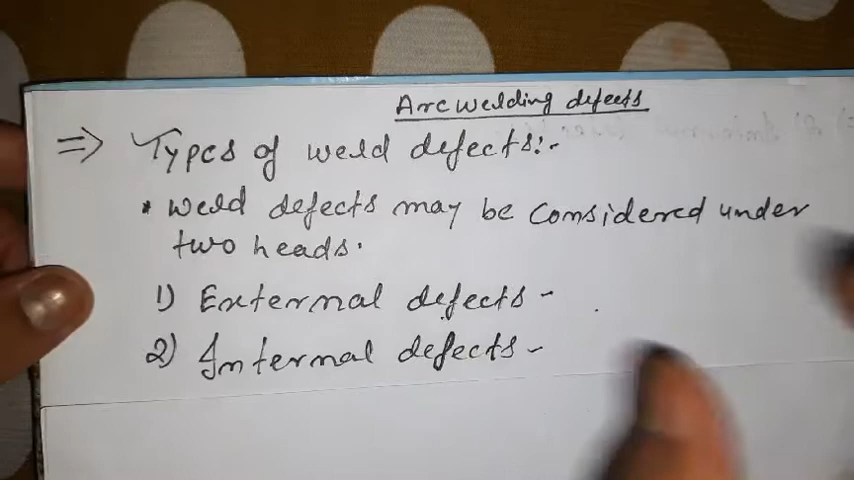 Arc welding defects
⇒ Types of weld defects:-
* Weld defects may be considered under
two heads.
1) External defects -
2) Internal defects -